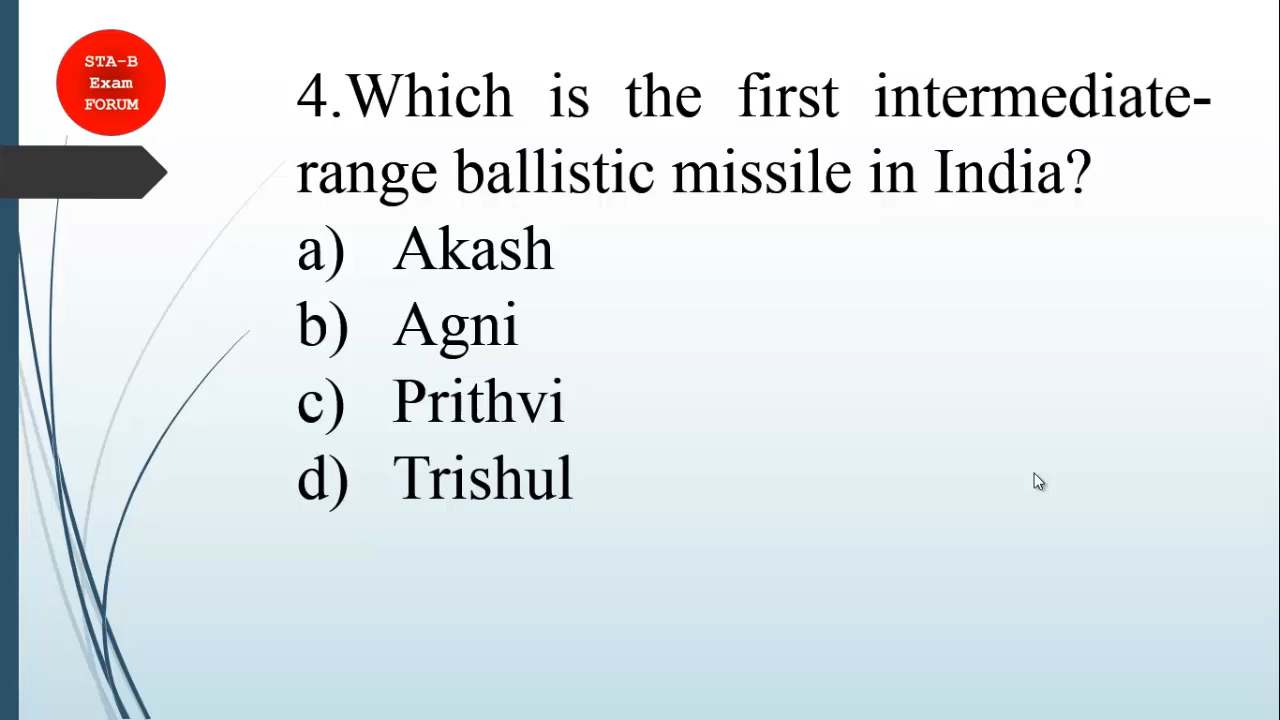 STA-B
Exam
FORUM
4.Which is the first intermediate-
range ballistic missile in India?
a) Akash
b) Agni
c) Prithvi
d) Trishul